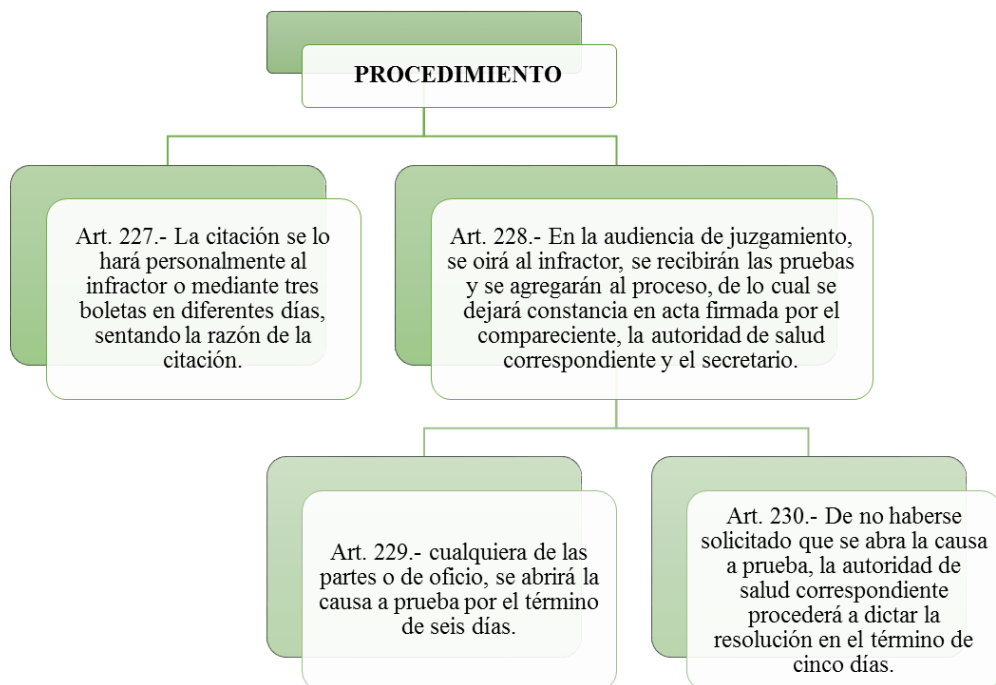 PROCEDIMIENTO
Art. 227.- La citación se lo
hará personalmente al
infractor o mediante tres
boletas en diferentes días,
sentando la razón de la
citación.
Art. 228.- En la audiencia de juzgamiento,
se oirá al infractor, se recibirán las pruebas
y se agregarán al proceso, de lo cual se
dejará constancia en acta firmada por el
compareciente, la autoridad de salud
correspondiente y el secretario.
Art. 229.- cualquiera de las
partes o de oficio, se abrirá la
causa a prueba por el término
de seis días.
Art. 230.- De no haberse
solicitado que se abra la causa
a prueba, la autoridad de
salud correspondiente
procederá a dictar la
resolución en el término de
cinco días.